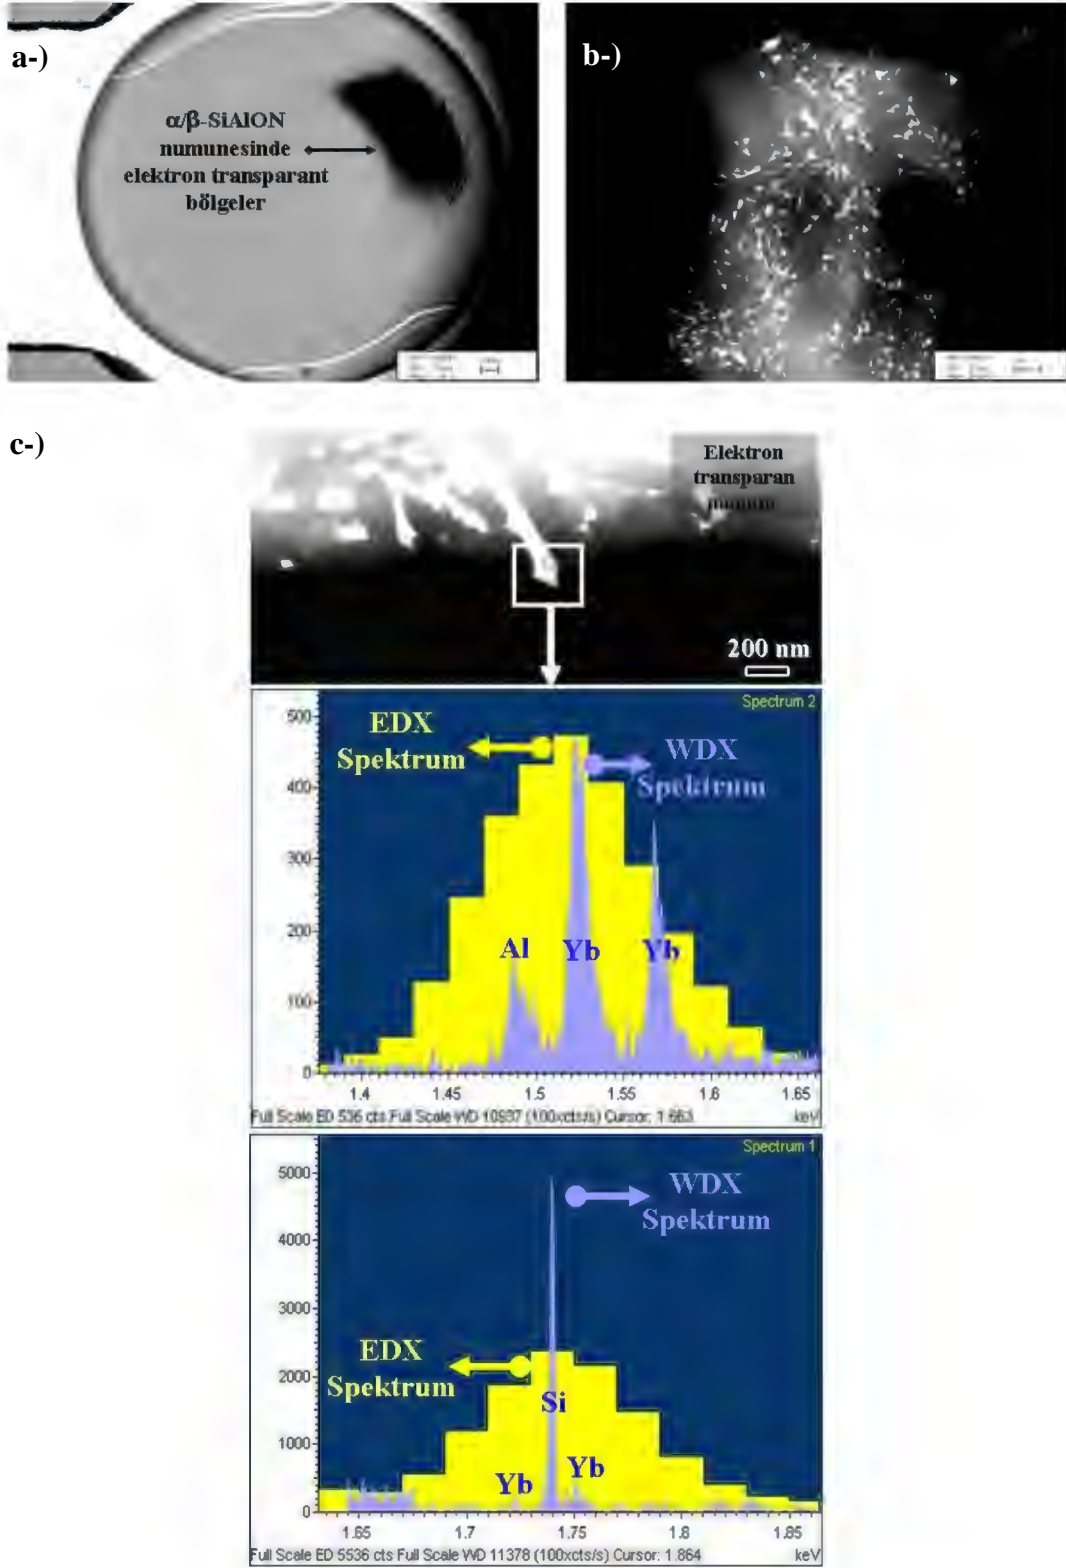 a-)
α/β-SiAlON
numunesinde
elektron transparant
bölgeler
b-)
c-)
Elektron
transparan
200 nm
Spectrum 2
EDX
Spektrum
WDX
Spektrum
Al
Yb
Yb
500
400
300
200
100
0
1.4
1.45
1.5
1.55
1.6
1.65
Full Scale ED 536 cts Full Scale WD 10937 (100xcts/s) Cursor: 1.663
keV
Spectrum 1
WDX
Spektrum
EDX
Spektrum
Si
Yb
Yb
5000
4000
3000
2000
1000
0
1.65
1.7
1.75
1.8
1.85
Full Scale ED 5536 cts Full Scale WD 11378 (100xcts/s) Cursor: 1.864
keV